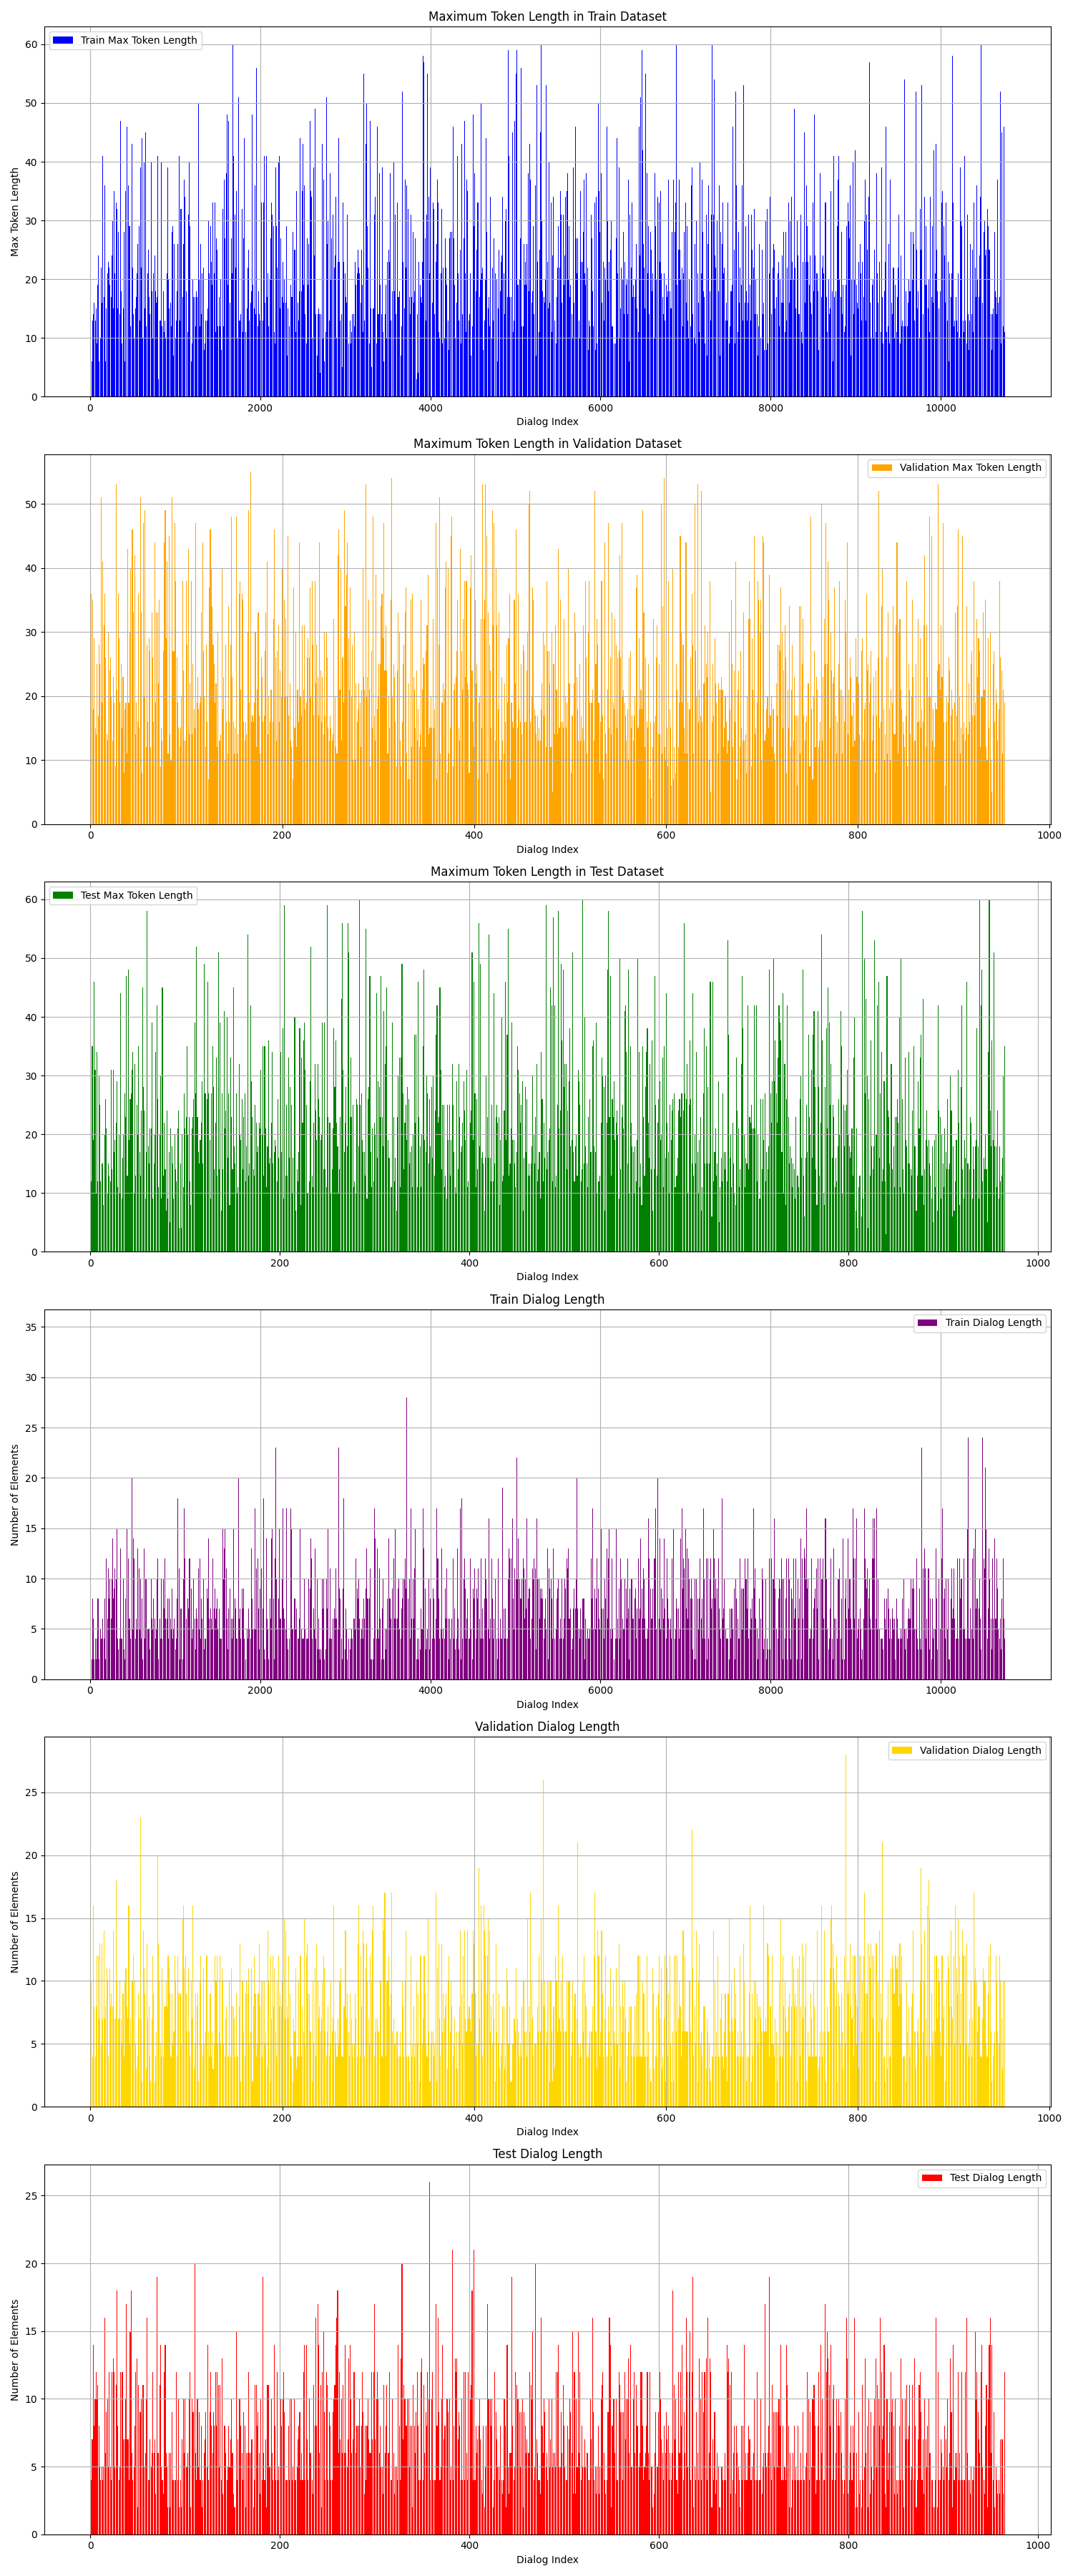 Maximum Token Length in Train Dataset
Train Max Token Length
Max Token Length
60
50
40
30
20
10
0
0 2000 4000 6000 8000 10000
Dialog Index
Maximum Token Length in Validation Dataset
Validation Max Token Length
50
40
30
20
10
0
0 200 400 600 800 1000
Dialog Index
Maximum Token Length in Test Dataset
Test Max Token Length
60
50
40
30
20
10
0
0 200 400 600 800 1000
Dialog Index
Train Dialog Length
Train Dialog Length
Number of Elements
35
30
25
20
15
10
5
0
0 2000 4000 6000 8000 10000
Dialog Index
Validation Dialog Length
Validation Dialog Length
Number of Elements
25
20
15
10
5
0
0 200 400 600 800 1000
Dialog Index
Test Dialog Length
Test Dialog Length
Number of Elements
25
20
15
10
5
0
0 200 400 600 800 1000
Dialog Index